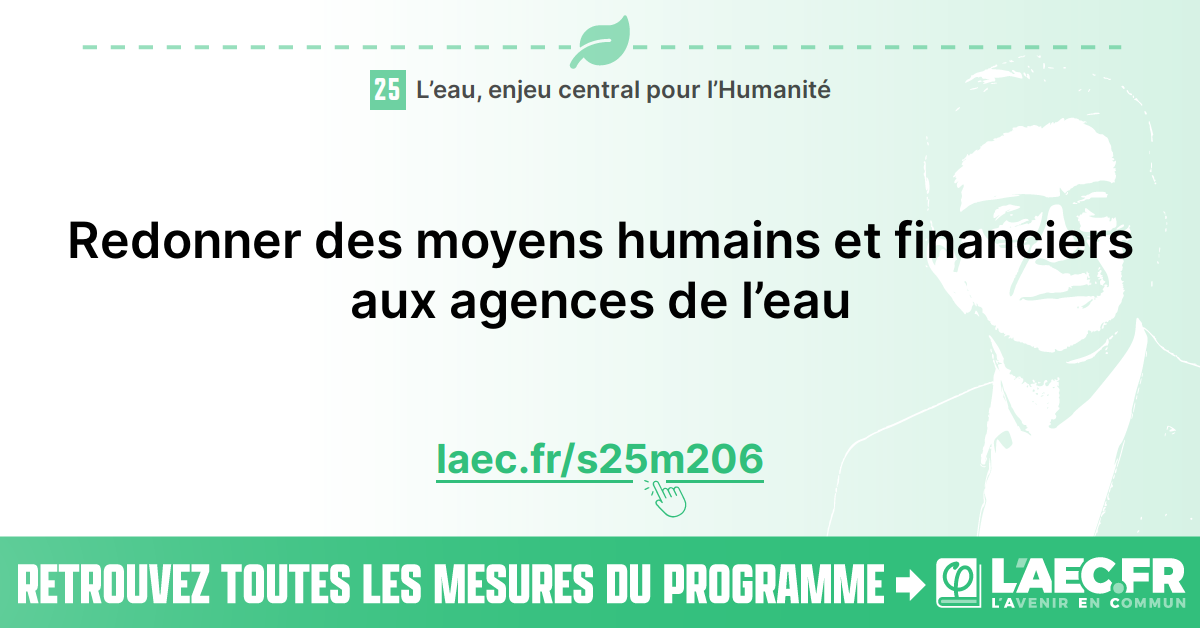 25 L’eau, enjeu central pour l’Humanité
Redonner des moyens humains et financiers
aux agences de l’eau
laec.fr/s25m206
RETROUVEZ TOUTES LES MESURES DU PROGRAMME
φ L'AEC.FR
L'AVENIR EN COMMUN